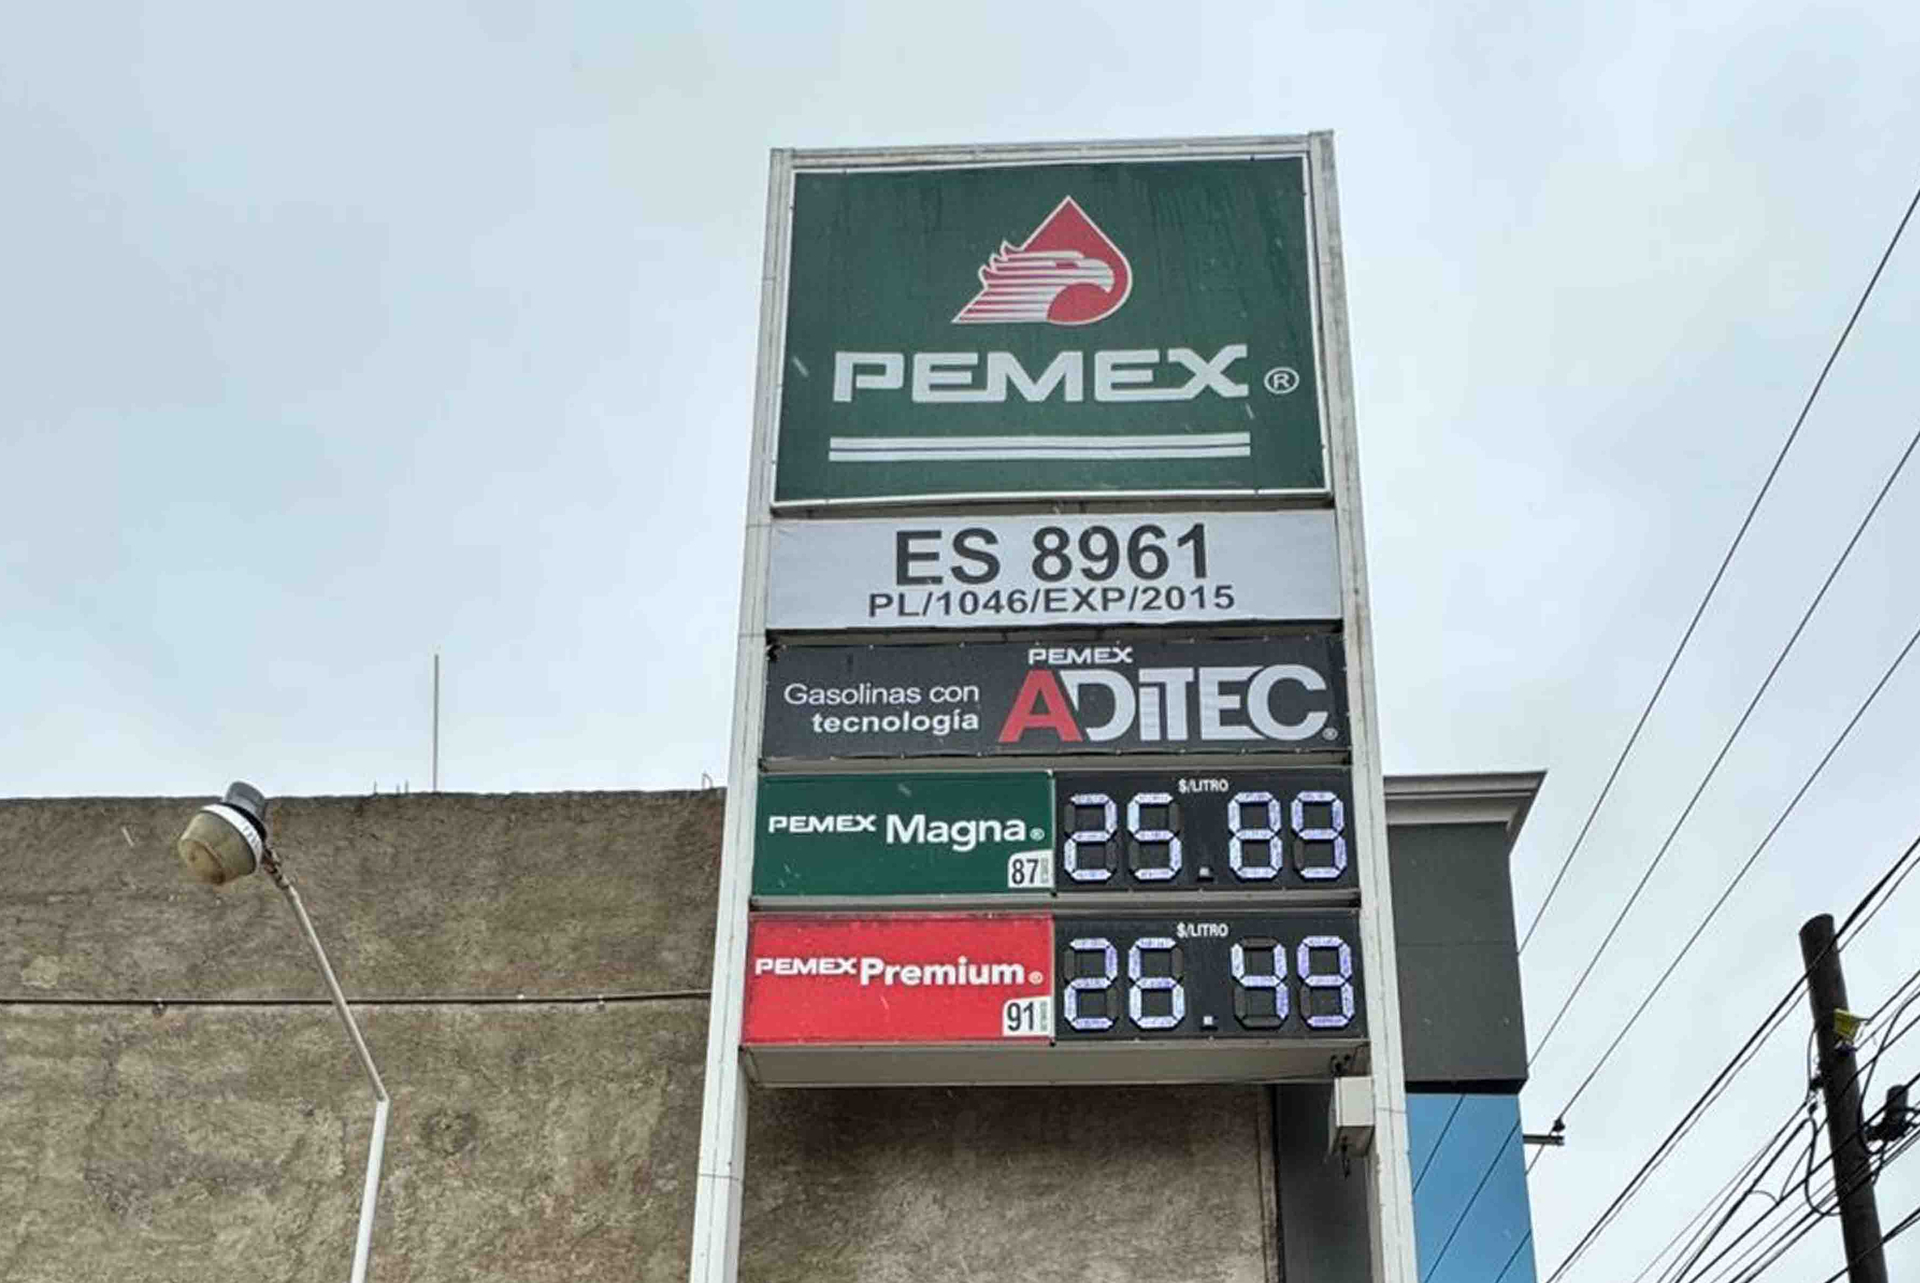 PEMEX ®
ES 8961
PL/1046/EXP/2015
PEMEX
Gasolinas con
tecnología
ADITEC®
$/LITRO
PEMEX Magna®
87
25.89
$/LITRO
PEMEX Premium®
91
26.49